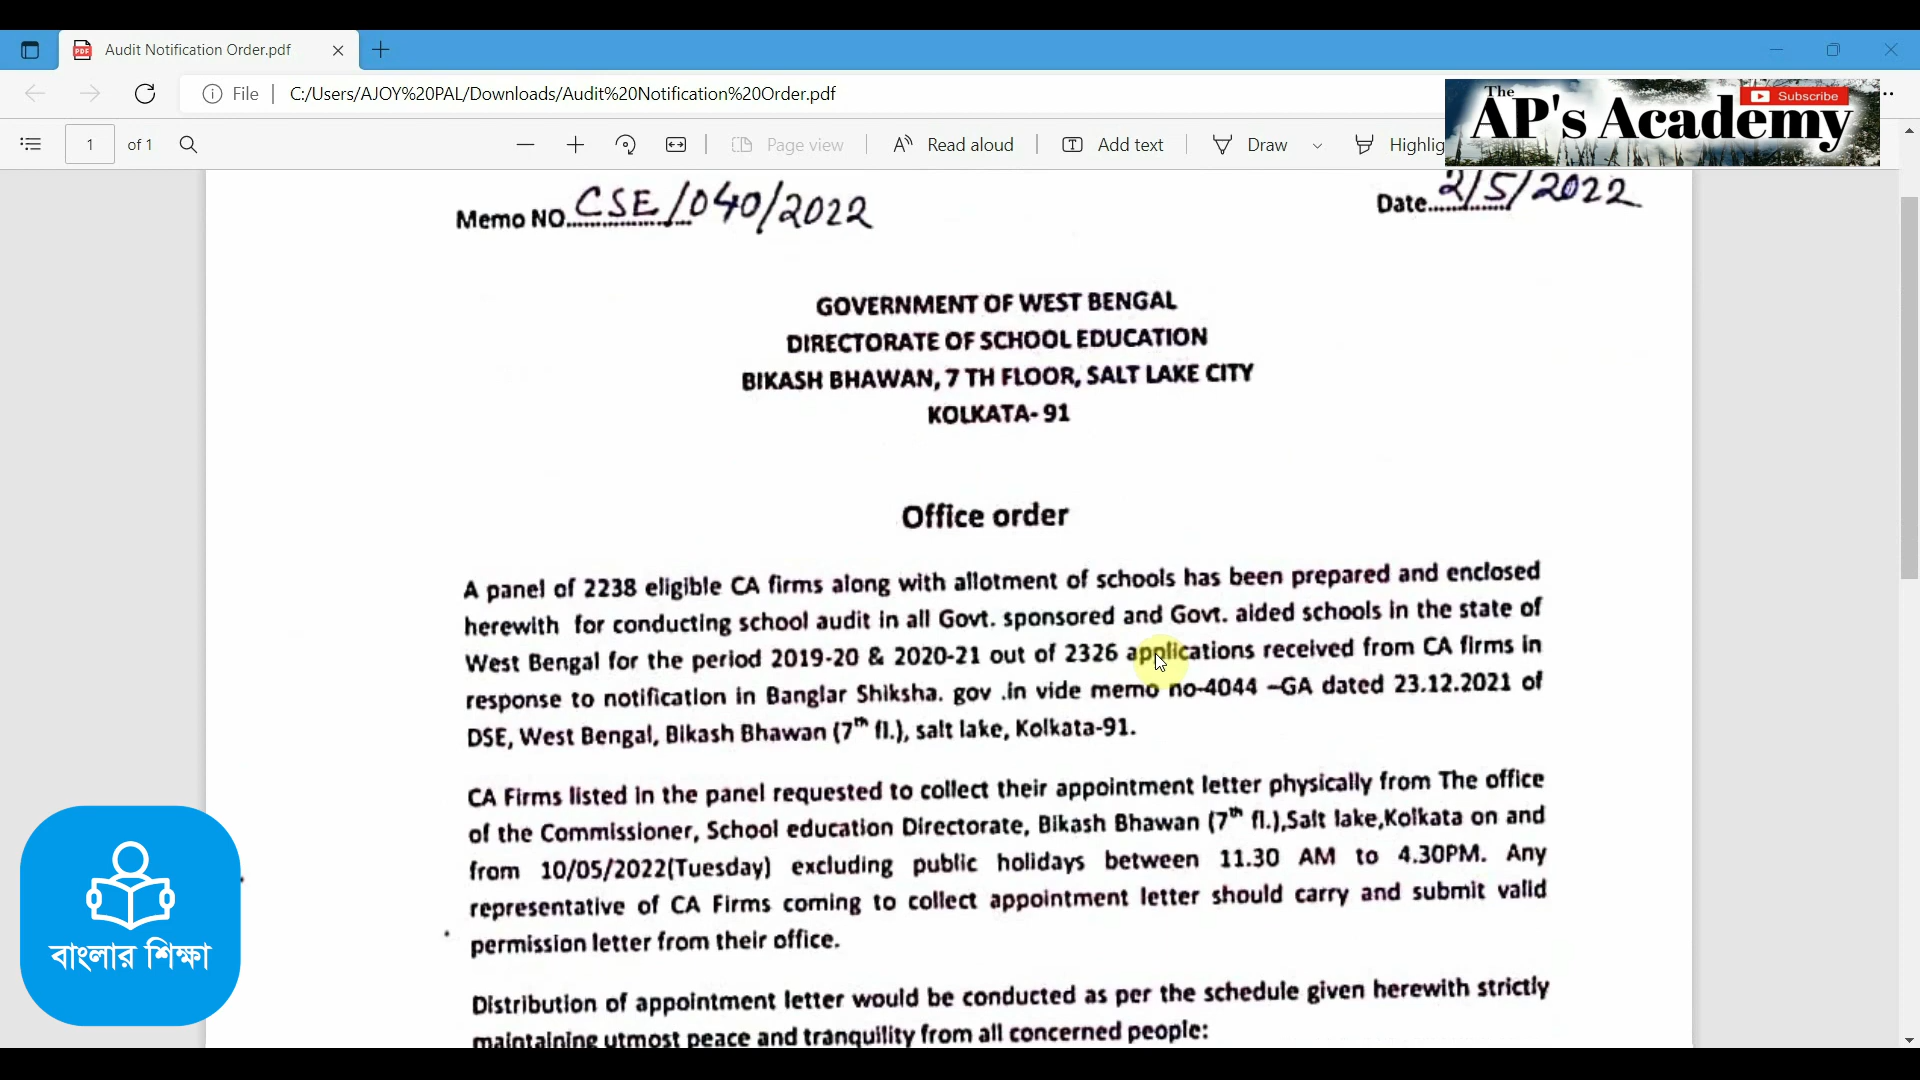 Audit Notification Order.pdf
File
C:/Users/AJOY%20PAL/Downloads/Audit%20Notification%20Order.pdf
The
AP's Academy
Subscribe
1 of 1
Page view
Read aloud
Add text
Draw
Highlig
Memo NO. CSE/040/2022
Date 2/5/2022
GOVERNMENT OF WEST BENGAL
DIRECTORATE OF SCHOOL EDUCATION
BIKASH BHAWAN, 7 TH FLOOR, SALT LAKE CITY
KOLKATA- 91
Office order
A panel of 2238 eligible CA firms along with allotment of schools has been prepared and enclosed
herewith for conducting school audit in all Govt. sponsored and Govt. aided schools in the state of
West Bengal for the period 2019-20 & 2020-21 out of 2326 applications received from CA firms in
response to notification in Banglar Shiksha. gov .in vide memo no-4044 –GA dated 23.12.2021 of
DSE, West Bengal, Bikash Bhawan (7th fl.), salt lake, Kolkata-91.
CA Firms listed in the panel requested to collect their appointment letter physically from The office
of the Commissioner, School education Directorate, Bikash Bhawan (7th fl.),Salt lake,Kolkata on and
from 10/05/2022(Tuesday) excluding public holidays between 11.30 AM to 4.30PM. Any
representative of CA Firms coming to collect appointment letter should carry and submit valid
permission letter from their office.
Distribution of appointment letter would be conducted as per the schedule given herewith strictly
maintaining utmost peace and tranquility from all concerned people:
বাংলার শিক্ষা